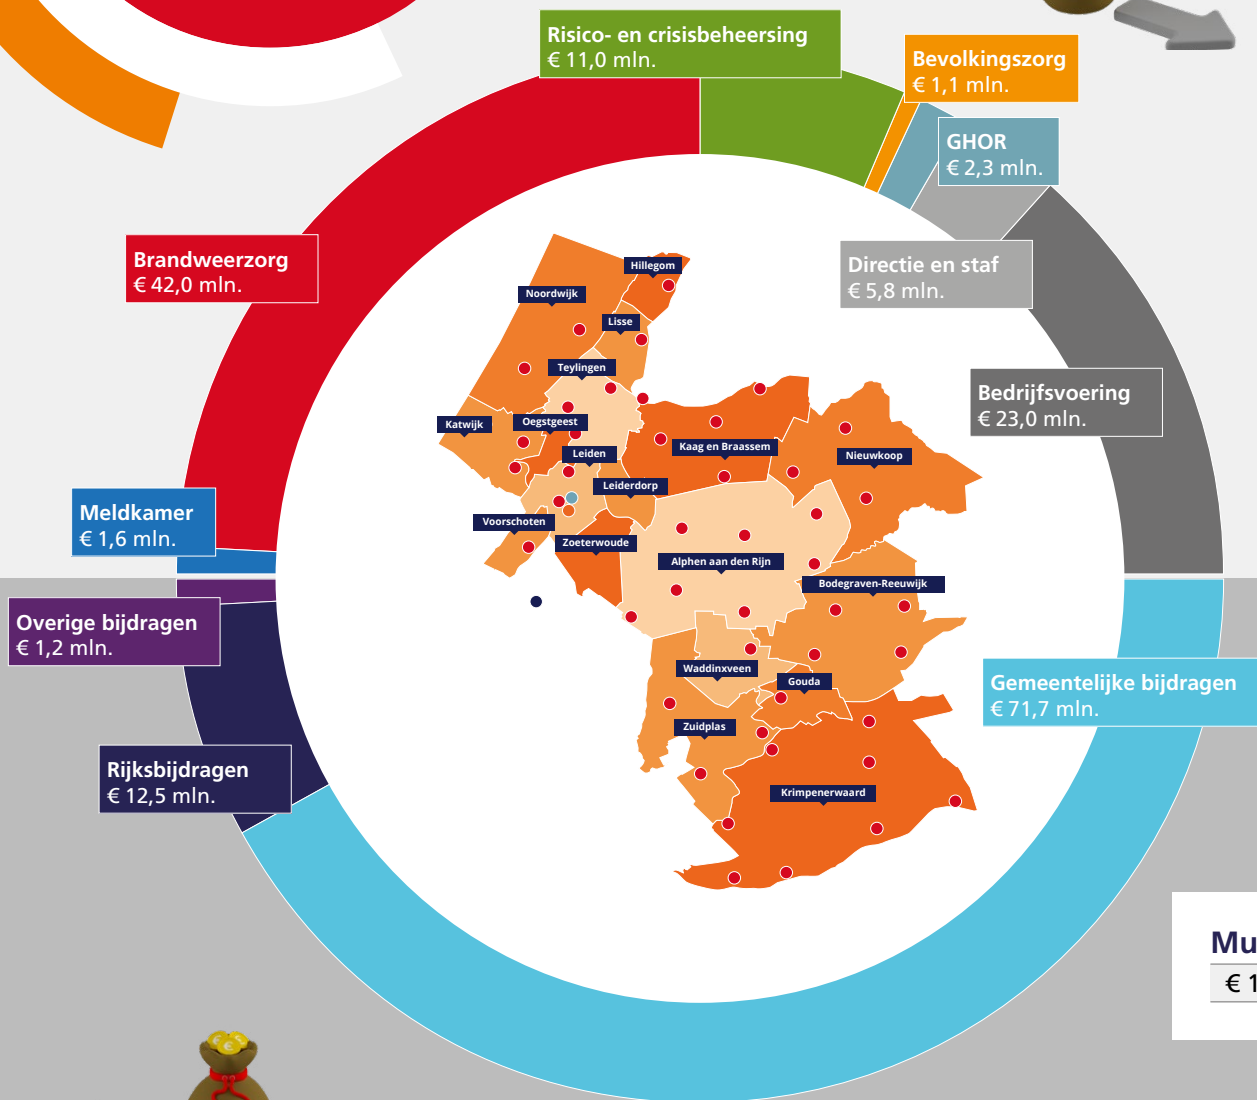 Risico- en crisisbeheersing
€ 11,0 mln.
Bevolkingszorg
€ 1,1 mln.
GHOR
€ 2,3 mln.
Directie en staf
€ 5,8 mln.
Bedrijfsvoering
€ 23,0 mln.
Brandweerzorg
€ 42,0 mln.
Meldkamer
€ 1,6 mln.
Overige bijdragen
€ 1,2 mln.
Rijksbijdragen
€ 12,5 mln.
Gemeentelijke bijdragen
€ 71,7 mln.
Hillegom
Noordwijk
Lisse
Teylingen
Katwijk
Oegstgeest
Leiden
Kaag en Braassem
Nieuwkoop
Leiderdorp
Voorschoten
Zoeterwoude
Alphen aan den Rijn
Bodegraven-Reeuwijk
Waddinxveen
Gouda
Zuidplas
Krimpenerwaard
Mu
€ 1